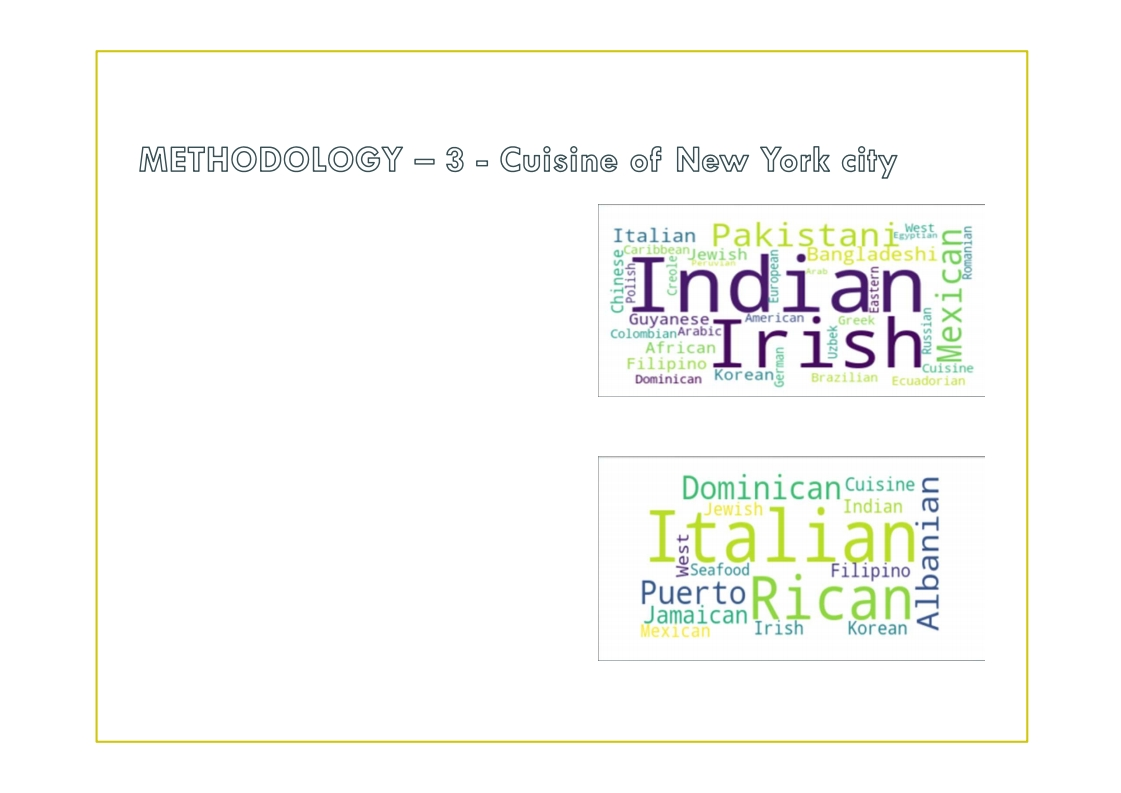 METHODOLOGY – 3 - Cuisine of New York city
Italian
Pakistani
West
Egyptian
Caribbean
Jewish
Bangladeshi
Peruvian
Arab
Romanian
Chinese
Polish
Creole
Indian
European
Eastern
Mexican
Guyanese
American
Greek
Colombian
Arabic
Irish
Uzbek
Russian
African
Filipino
German
Dominican
Korean
Brazilian
Cuisine
Ecuadorian
Dominican
Cuisine
Jewish
Indian
Italian
Albanian
West
Seafood
Filipino
Puerto
Rican
Jamaican
Mexican
Irish
Korean